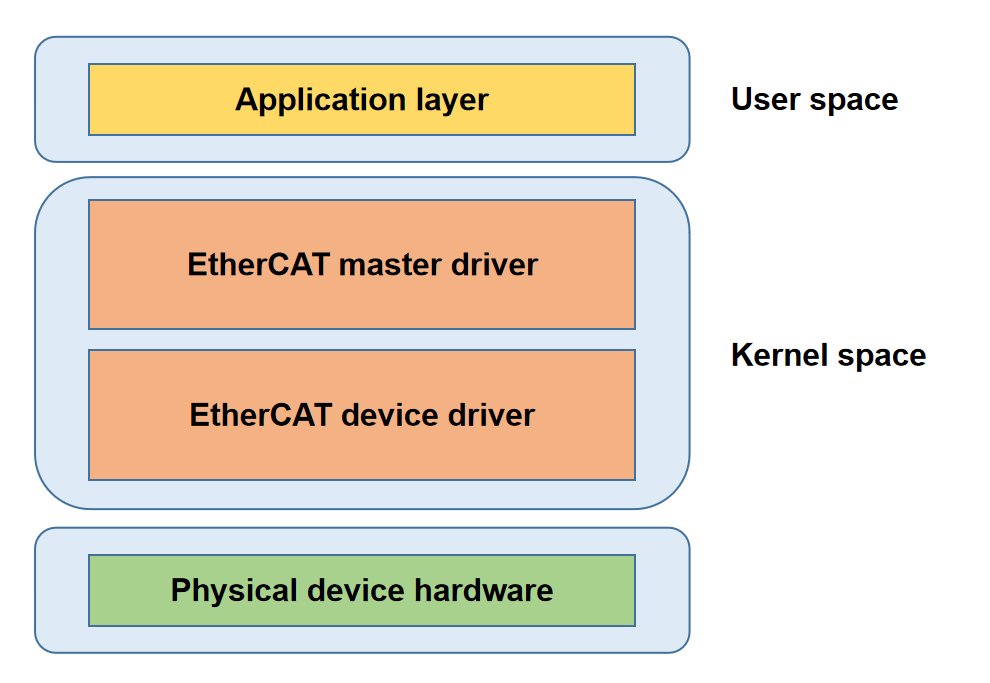 Application layer
User space
EtherCAT master driver
Kernel space
EtherCAT device driver
Physical device hardware